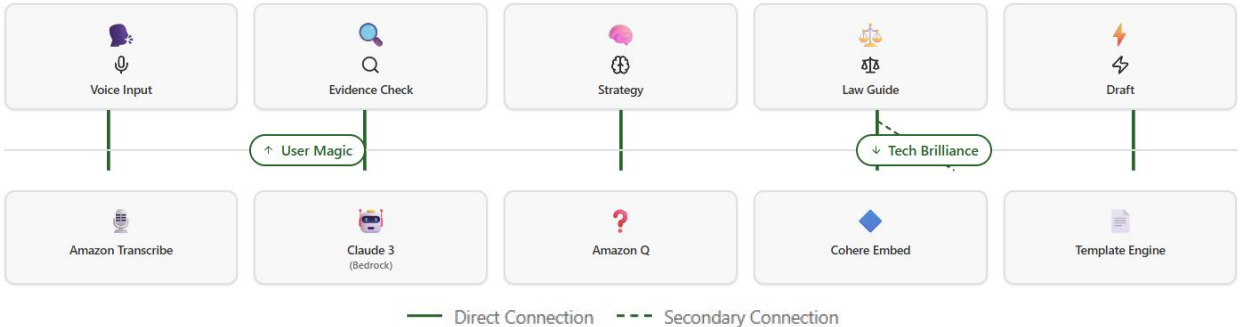 Voice Input
Evidence Check
Strategy
Law Guide
Draft
↑ User Magic
↓ Tech Brilliance
Amazon Transcribe
Claude 3
(Bedrock)
Amazon Q
Cohere Embed
Template Engine
Direct Connection
Secondary Connection